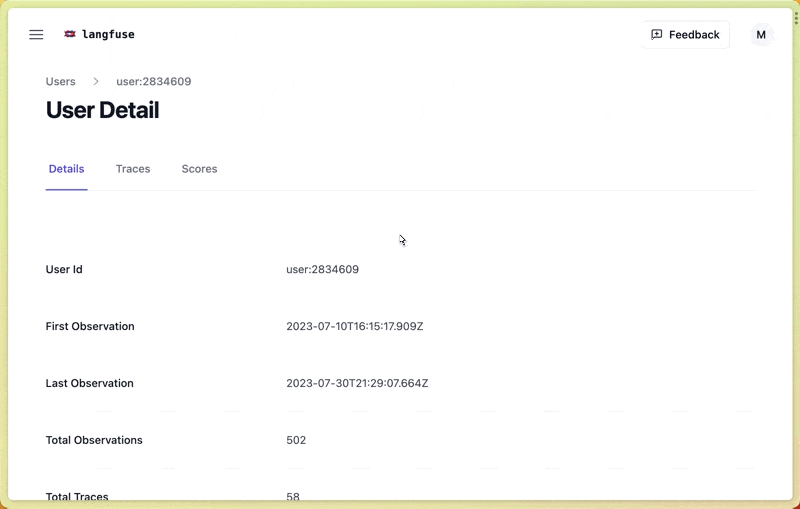 langfuse
Feedback
M
Users > user:2834609
User Detail
Details Traces Scores
User Id user:2834609
First Observation 2023-07-10T16:15:17.909Z
Last Observation 2023-07-30T21:29:07.664Z
Total Observations 502
Total Traces 58